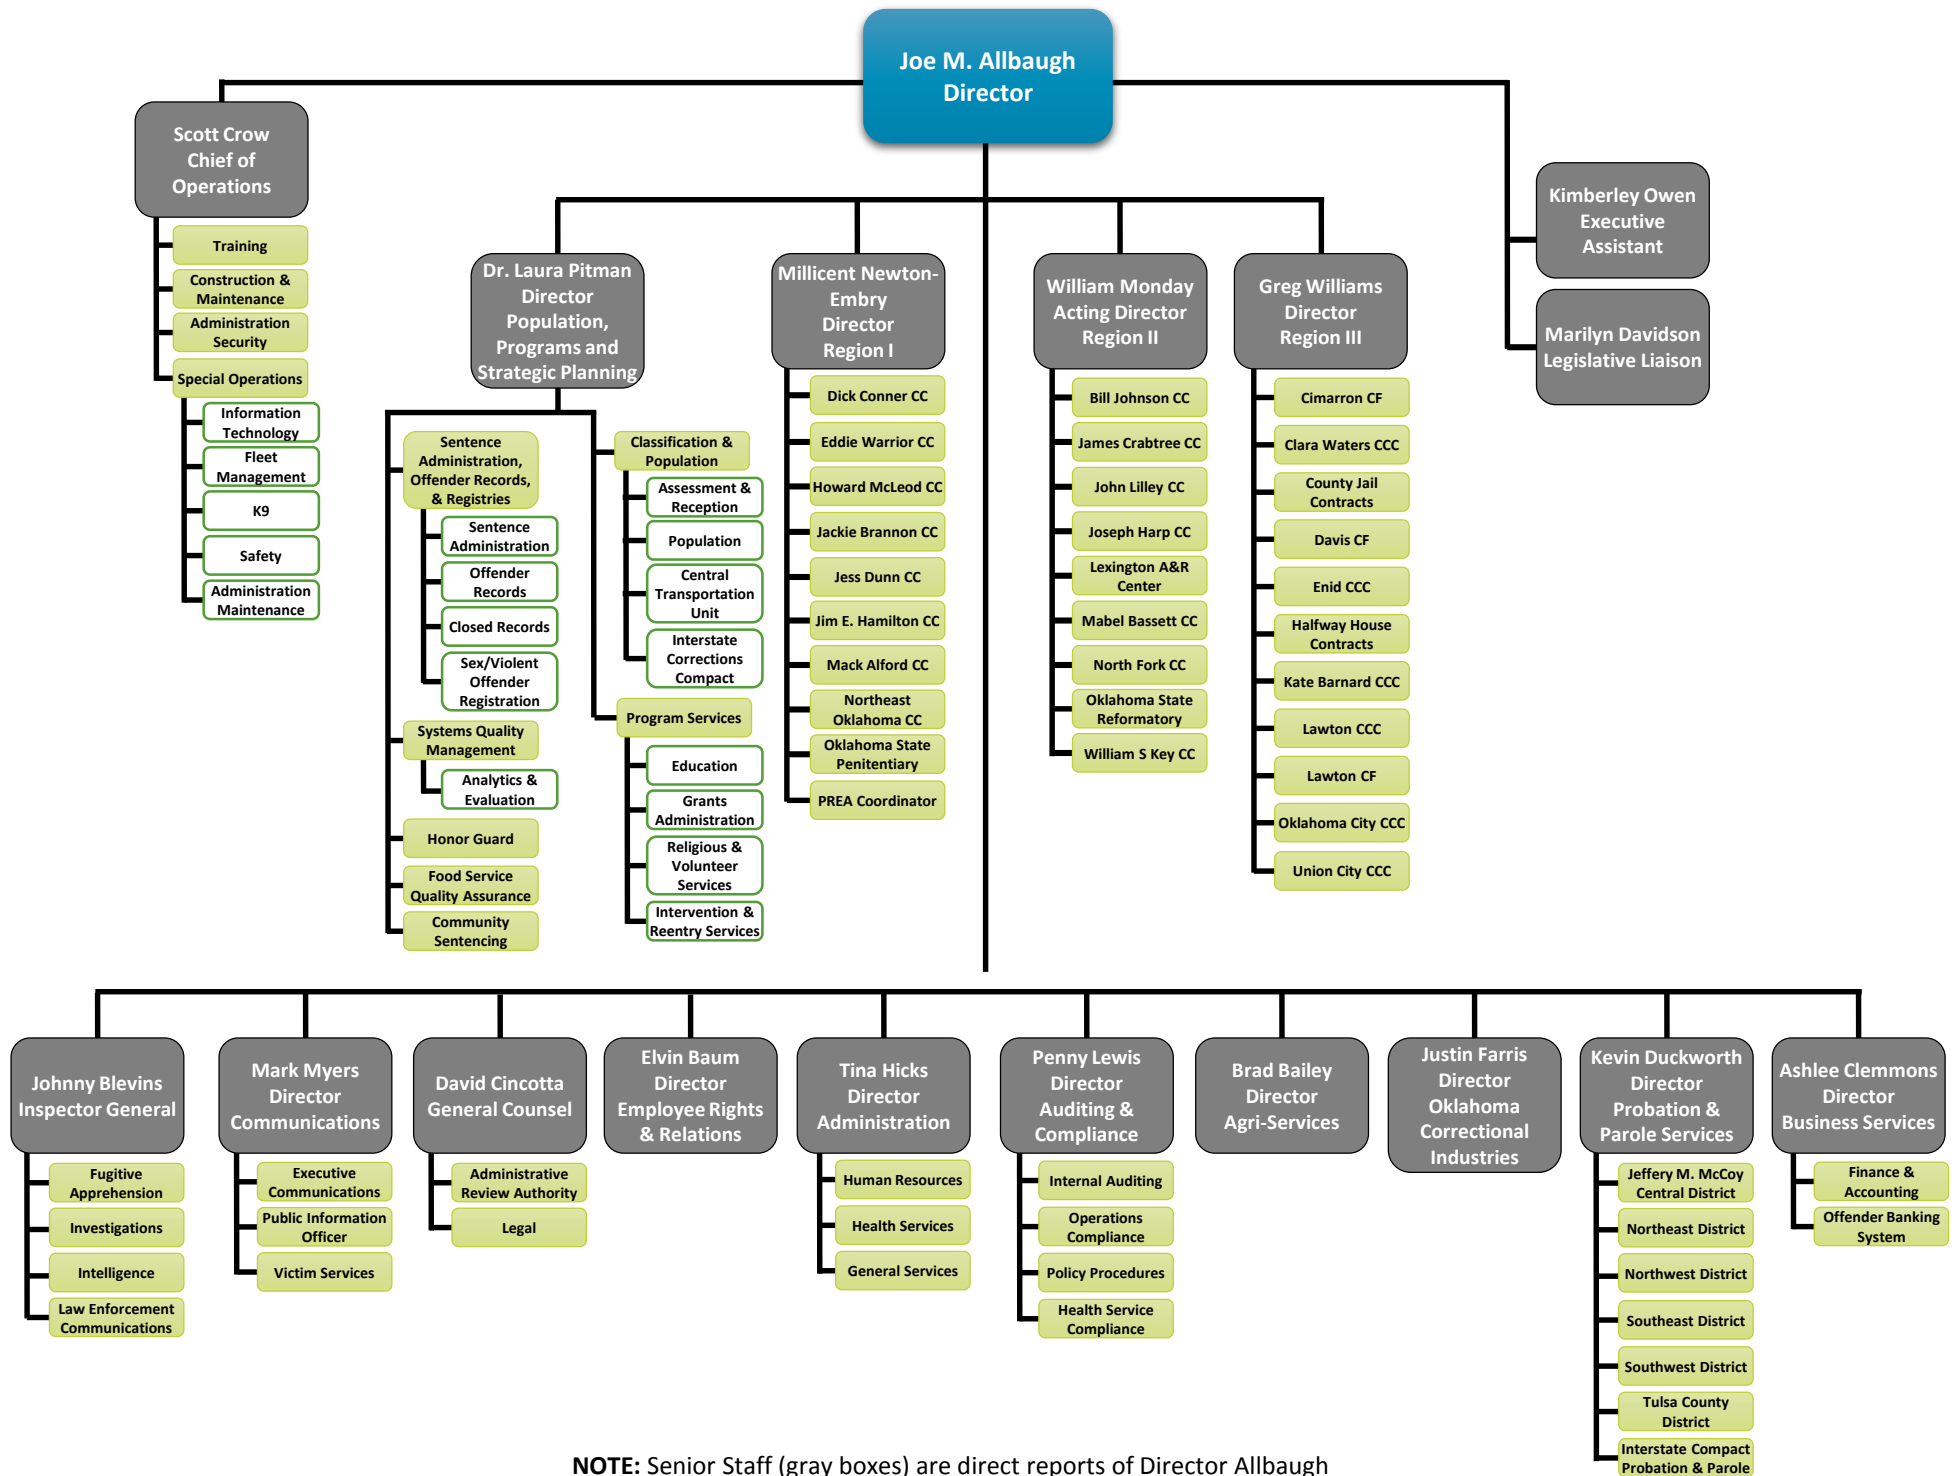 Joe M. Allbaugh
Director
Scott Crow
Chief of
Operations
Training
Construction &
Maintenance
Administration
Security
Special Operations
Information
Technology
Fleet
Management
K9
Safety
Administration
Maintenance
Dr. Laura Pitman
Director
Population,
Programs and
Strategic Planning
Sentence
Administration,
Offender Records,
& Registries
Sentence
Administration
Offender
Records
Closed Records
Sex/Violent
Offender
Registration
Systems Quality
Management
Analytics &
Evaluation
Honor Guard
Food Service
Quality Assurance
Community
Sentencing
Classification &
Population
Assessment &
Reception
Population
Central
Transportation
Unit
Interstate
Corrections
Compact
Program Services
Education
Grants
Administration
Religious &
Volunteer
Services
Intervention &
Reentry Services
Millicent Newton-
Embry
Director
Region I
Dick Conner CC
Eddie Warrior CC
Howard McLeod CC
Jackie Brannon CC
Jess Dunn CC
Jim E. Hamilton CC
Mack Alford CC
Northeast
Oklahoma CC
Oklahoma State
Penitentiary
PREA Coordinator
William Monday
Acting Director
Region II
Bill Johnson CC
James Crabtree CC
John Lilley CC
Joseph Harp CC
Lexington A&R
Center
Mabel Bassett CC
North Fork CC
Oklahoma State
Reformatory
William S Key CC
Greg Williams
Director
Region III
Cimarron CF
Clara Waters CCC
County Jail
Contracts
Davis CF
Enid CCC
Halfway House
Contracts
Kate Barnard CCC
Lawton CCC
Lawton CF
Oklahoma City CCC
Union City CCC
Kimberley Owen
Executive
Assistant
Marilyn Davidson
Legislative Liaison
Johnny Blevins
Inspector General
Fugitive
Apprehension
Investigations
Intelligence
Law Enforcement
Communications
Mark Myers
Director
Communications
Executive
Communications
Public Information
Officer
Victim Services
David Cincotta
General Counsel
Administrative
Review Authority
Legal
Elvin Baum
Director
Employee Rights
& Relations
Tina Hicks
Director
Administration
Human Resources
Health Services
General Services
Penny Lewis
Director
Auditing &
Compliance
Internal Auditing
Operations
Compliance
Policy Procedures
Health Service
Compliance
Brad Bailey
Director
Agri-Services
Justin Farris
Director
Oklahoma
Correctional
Industries
Kevin Duckworth
Director
Probation &
Parole Services
Jeffery M. McCoy
Central District
Northeast District
Northwest District
Southeast District
Southwest District
Tulsa County
District
Interstate Compact
Probation & Parole
Ashlee Clemmons
Director
Business Services
Finance &
Accounting
Offender Banking
System
NOTE: Senior Staff (gray boxes) are direct reports of Director Allbaugh